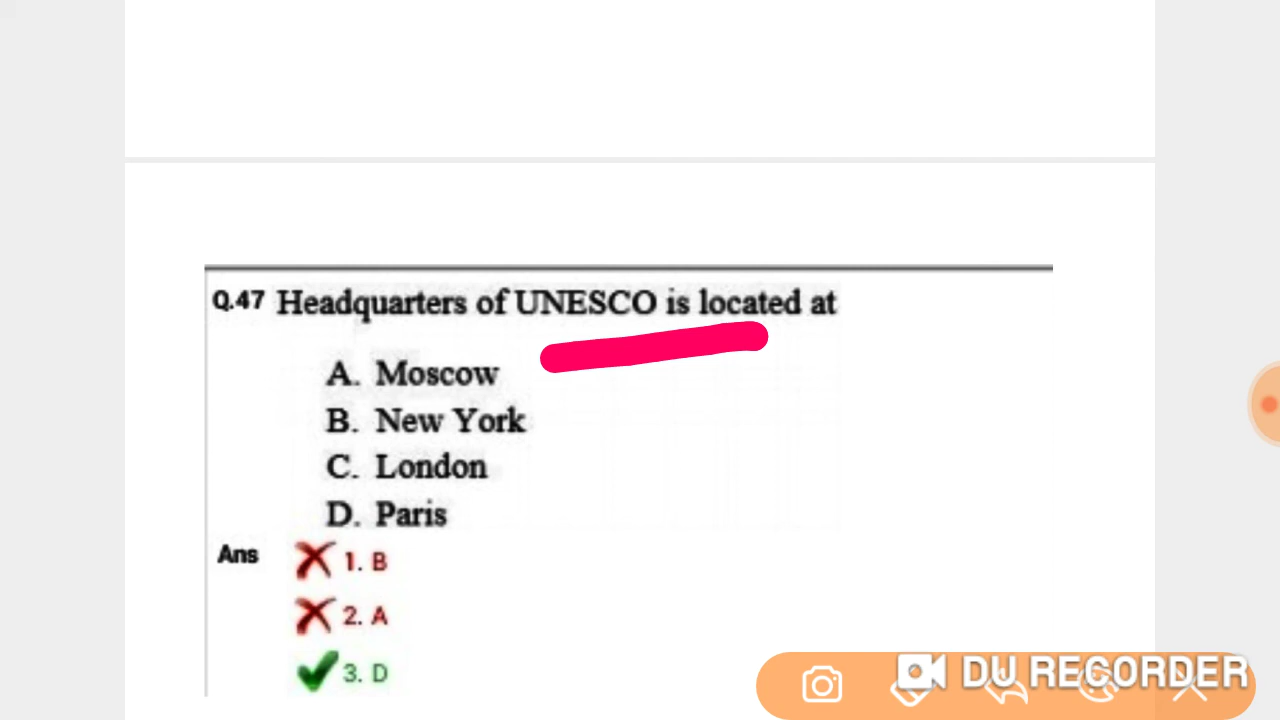 Q.47 Headquarters of UNESCO is located at
A. Moscow
B. New York
C. London
D. Paris
Ans 1. B
2. A
3. D
DU RECORDER